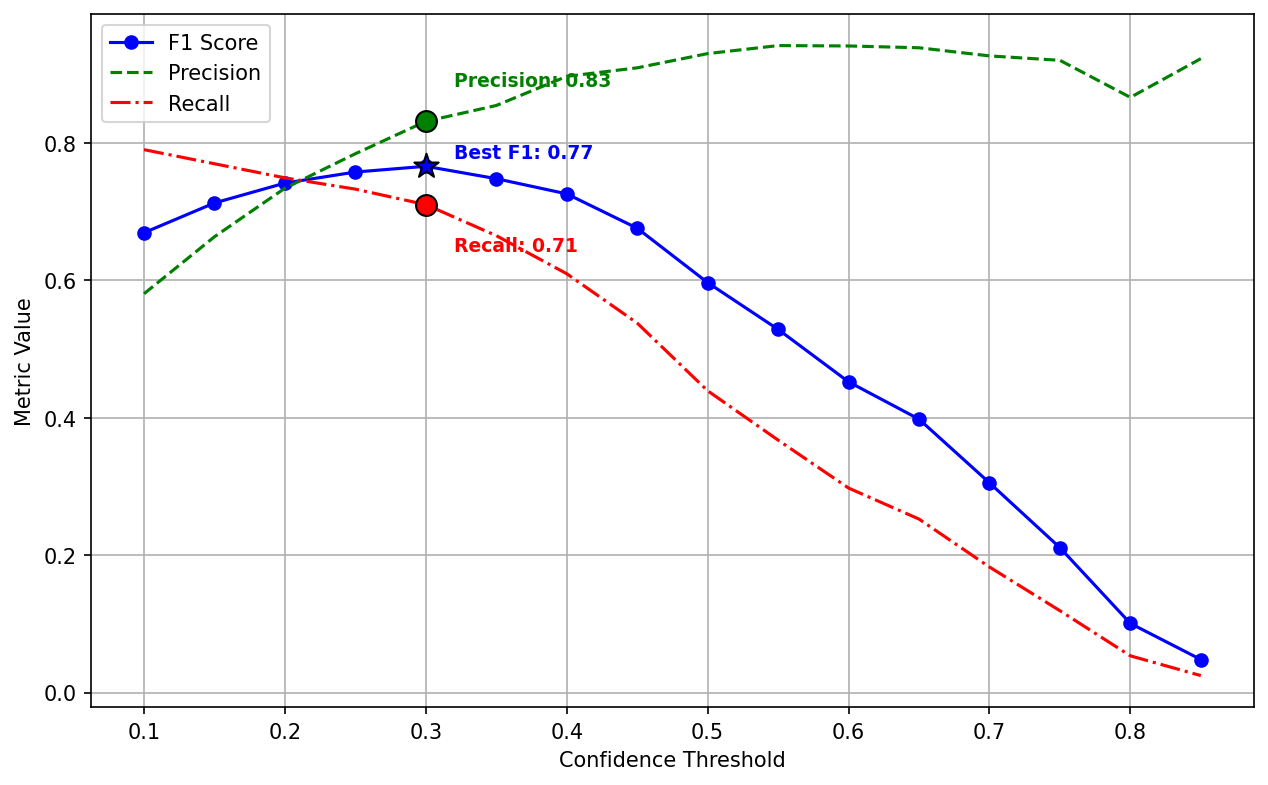 F1 Score
Precision
Recall
Precision: 0.83
Best F1: 0.77
Recall: 0.71
Metric Value
0.8
0.6
0.4
0.2
0.0
0.1 0.2 0.3 0.4 0.5 0.6 0.7 0.8
Confidence Threshold